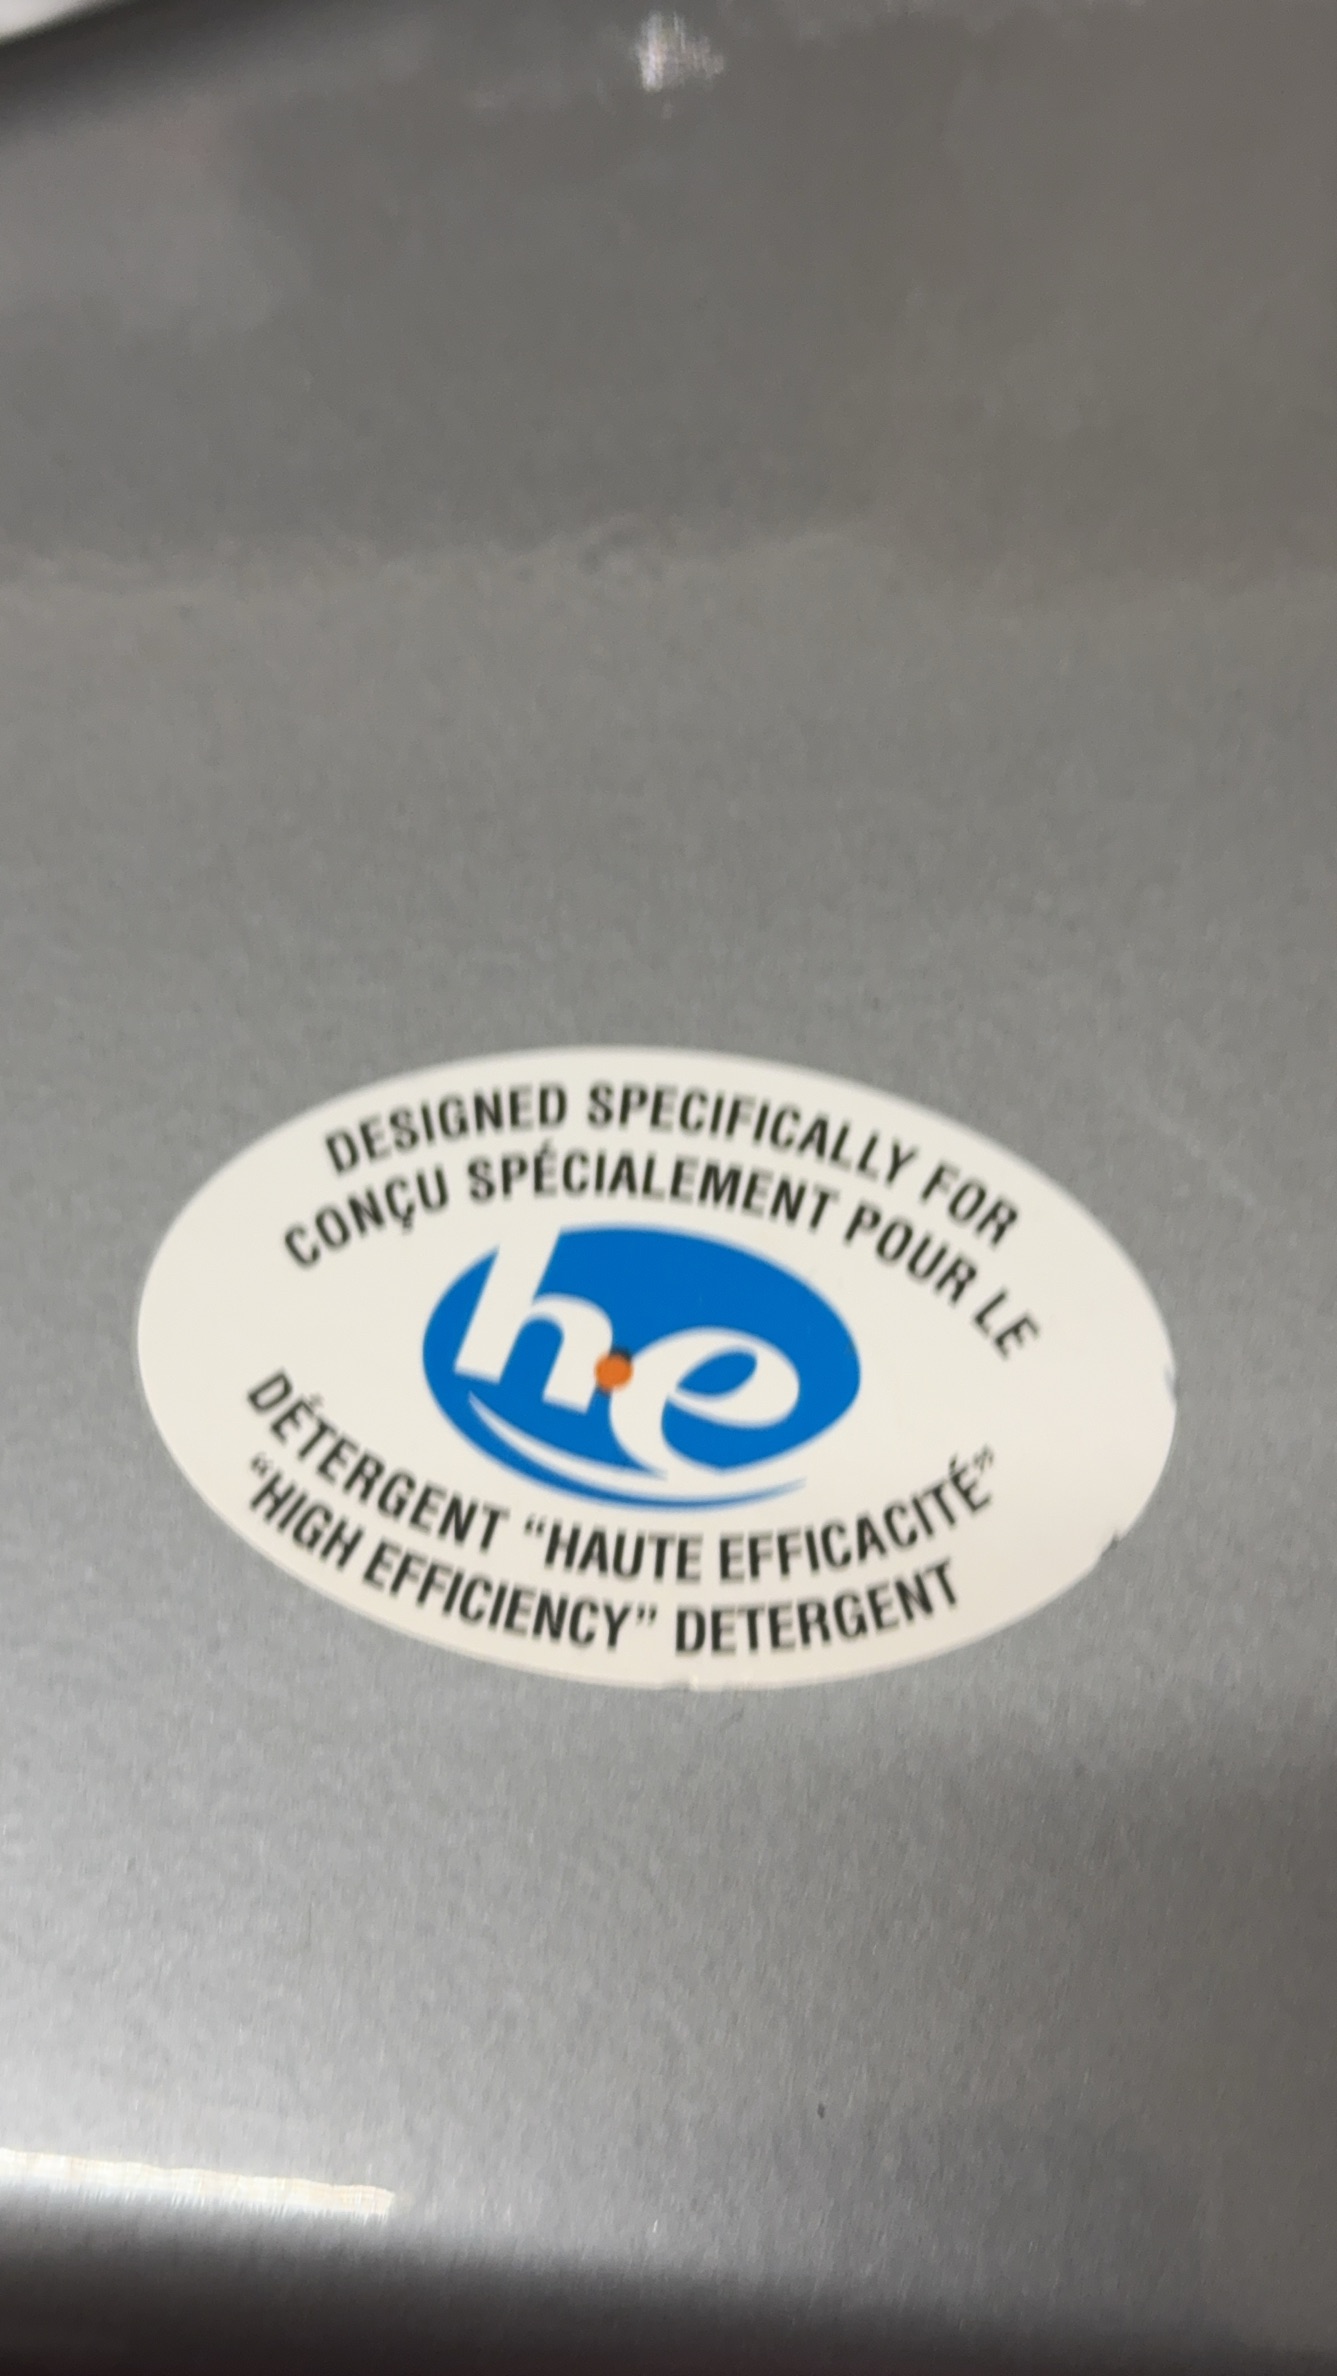 DESIGNED SPECIFICALLY FOR
CONÇU SPÉCIALEMENT POUR LE
he
DÉTERGENT “HAUTE EFFICACITÉ”
“HIGH EFFICIENCY” DETERGENT